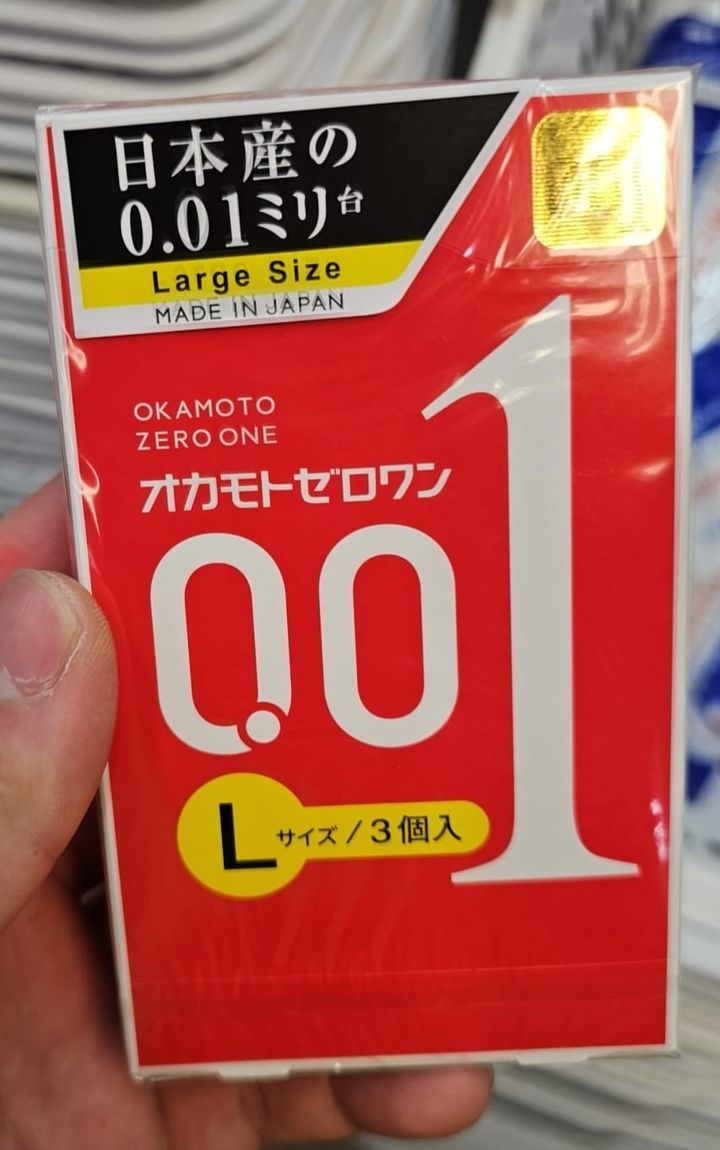 日本産の
0.01ミリ台
Large Size
MADE IN JAPAN
OKAMOTO
ZERO ONE
オカモトゼロワン
0.01
Lサイズ/3個入